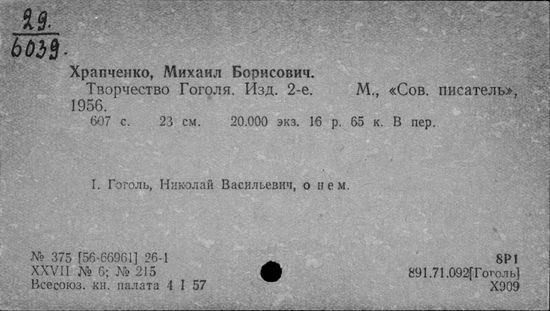 29.
6039.
Храпченко, Михаил Борисович.
Творчество Гоголя. Изд. 2-е. М., «Сов. писатель»,
1956.
607 с. 23 см. 20.000 экз. 16 р. 65 к. В пер.
I. Гоголь, Николай Васильевич, о нем.
№ 375 [56-66961] 26-1
XXVII № 6; № 215
Всесоюз. кн. палата 4 I 57
8Р1
891.71.092[Гоголь]
Х909